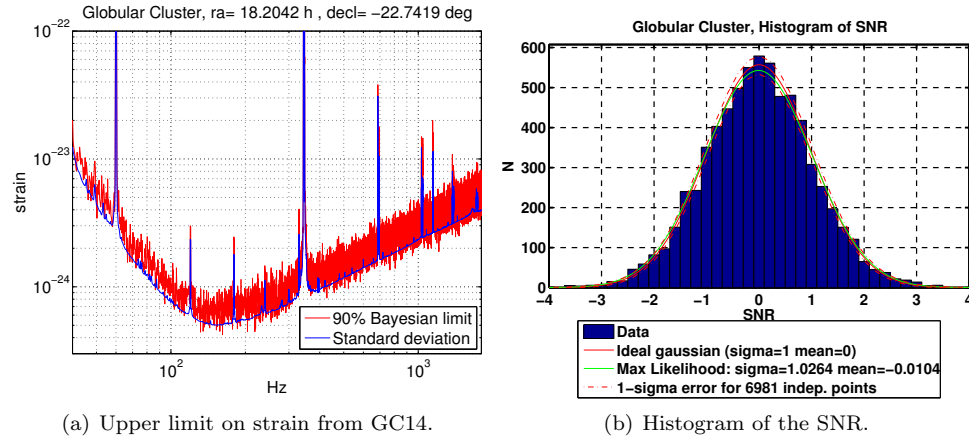 Globular Cluster, ra= 18.2042 h , decl= −22.7419 deg
10^−22
10^−23
10^−24
strain
10^2
10^3
Hz
90% Bayesian limit
Standard deviation
(a) Upper limit on strain from GC14.
Globular Cluster, Histogram of SNR
600
500
400
300
200
100
0
N
−4 −3 −2 −1 0 1 2 3 4
SNR
Data
Ideal gaussian (sigma=1 mean=0)
Max Likelihood: sigma=1.0264 mean=−0.0104
1−sigma error for 6981 indep. points
(b) Histogram of the SNR.